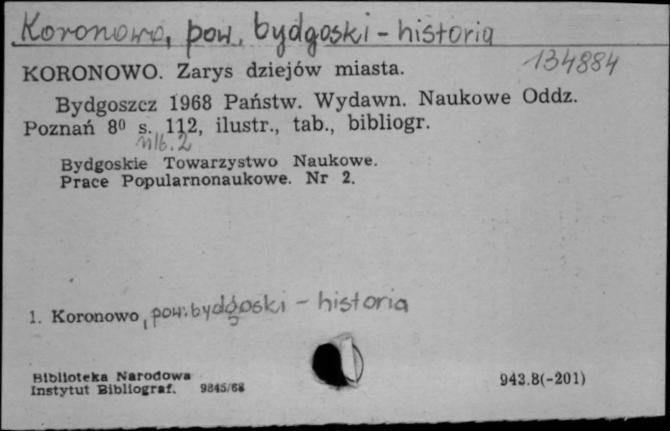 Koronowo, pow. bydgoski - historia
134884
KORONOWO. Zarys dziejów miasta.
Bydgoszcz 1968 Państw. Wydawn. Naukowe Oddz.
Poznań 8⁰ s. 112, ilustr., tab., bibliogr.
nlb. 2
Bydgoskie Towarzystwo Naukowe.
Prace Popularnonaukowe. Nr 2.
1. Koronowo, pow. bydgoski - historia
Biblioteka Narodowa
Instytut Bibliograf. 9845/68
943.8(-201)